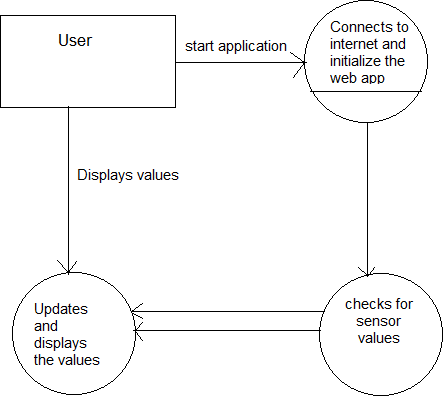 User
start application
Connects to
internet and
initialize the
web app
Displays values
Updates
and
displays
the values
checks for
sensor
values